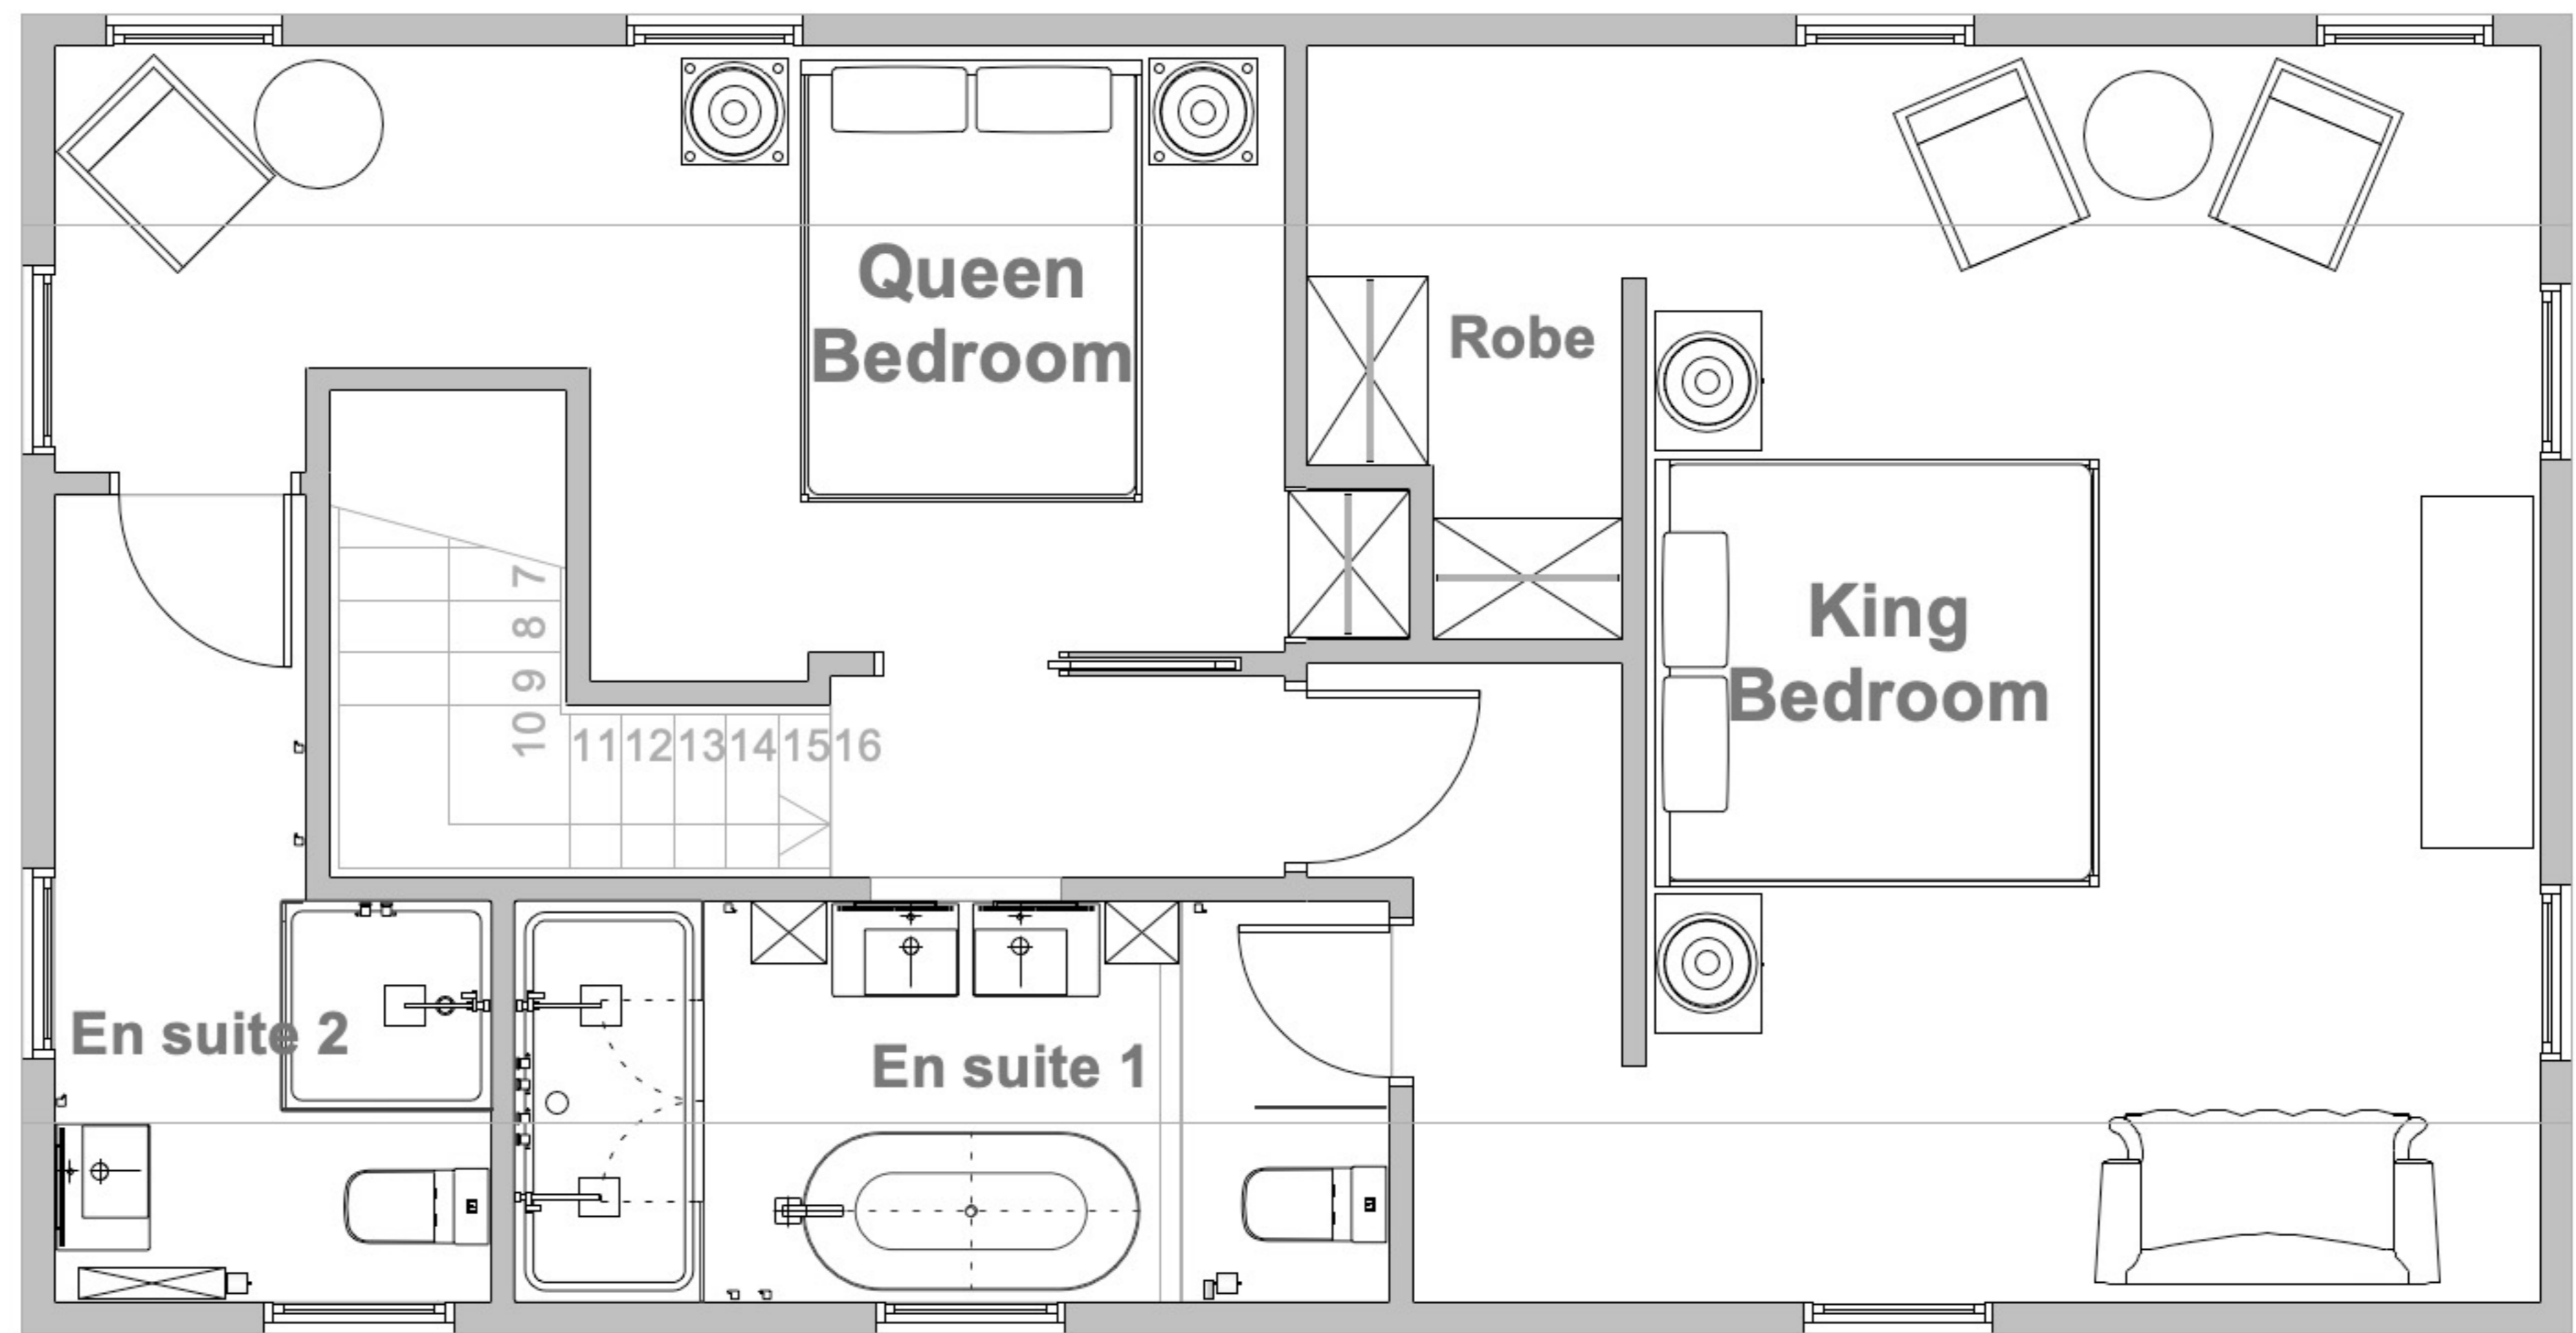 Queen
Bedroom
Robe
King
Bedroom
7
8
9
10
11 12 13 14 15 16
En suite 2
En suite 1